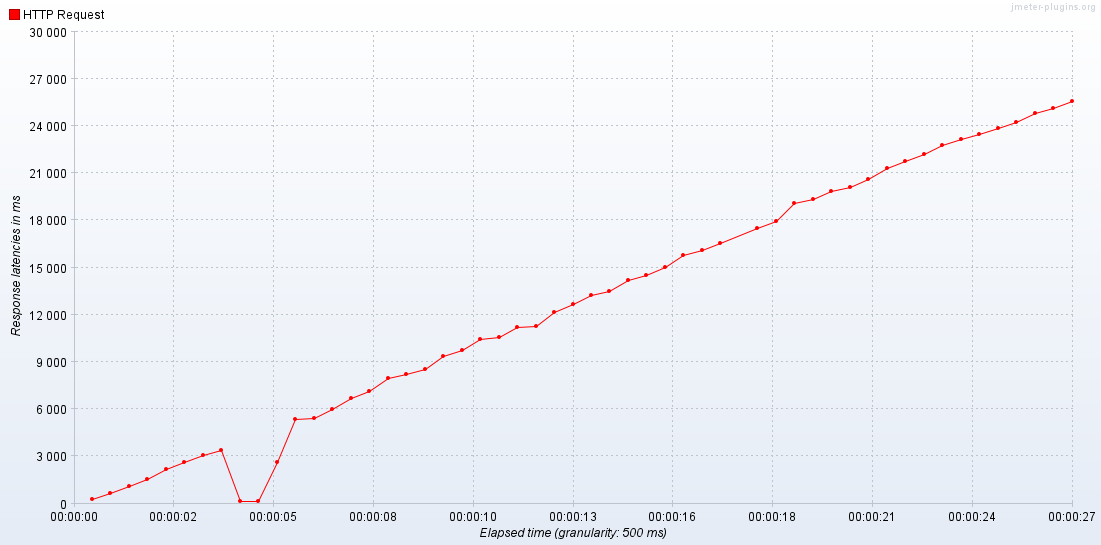 jmeter-plugins.org
HTTP Request
30 000
27 000
24 000
21 000
18 000
15 000
12 000
9 000
6 000
3 000
0
Response latencies in ms
00:00:00 00:00:02 00:00:05 00:00:08 00:00:10 00:00:13 00:00:16 00:00:18 00:00:21 00:00:24 00:00:27
Elapsed time (granularity: 500 ms)